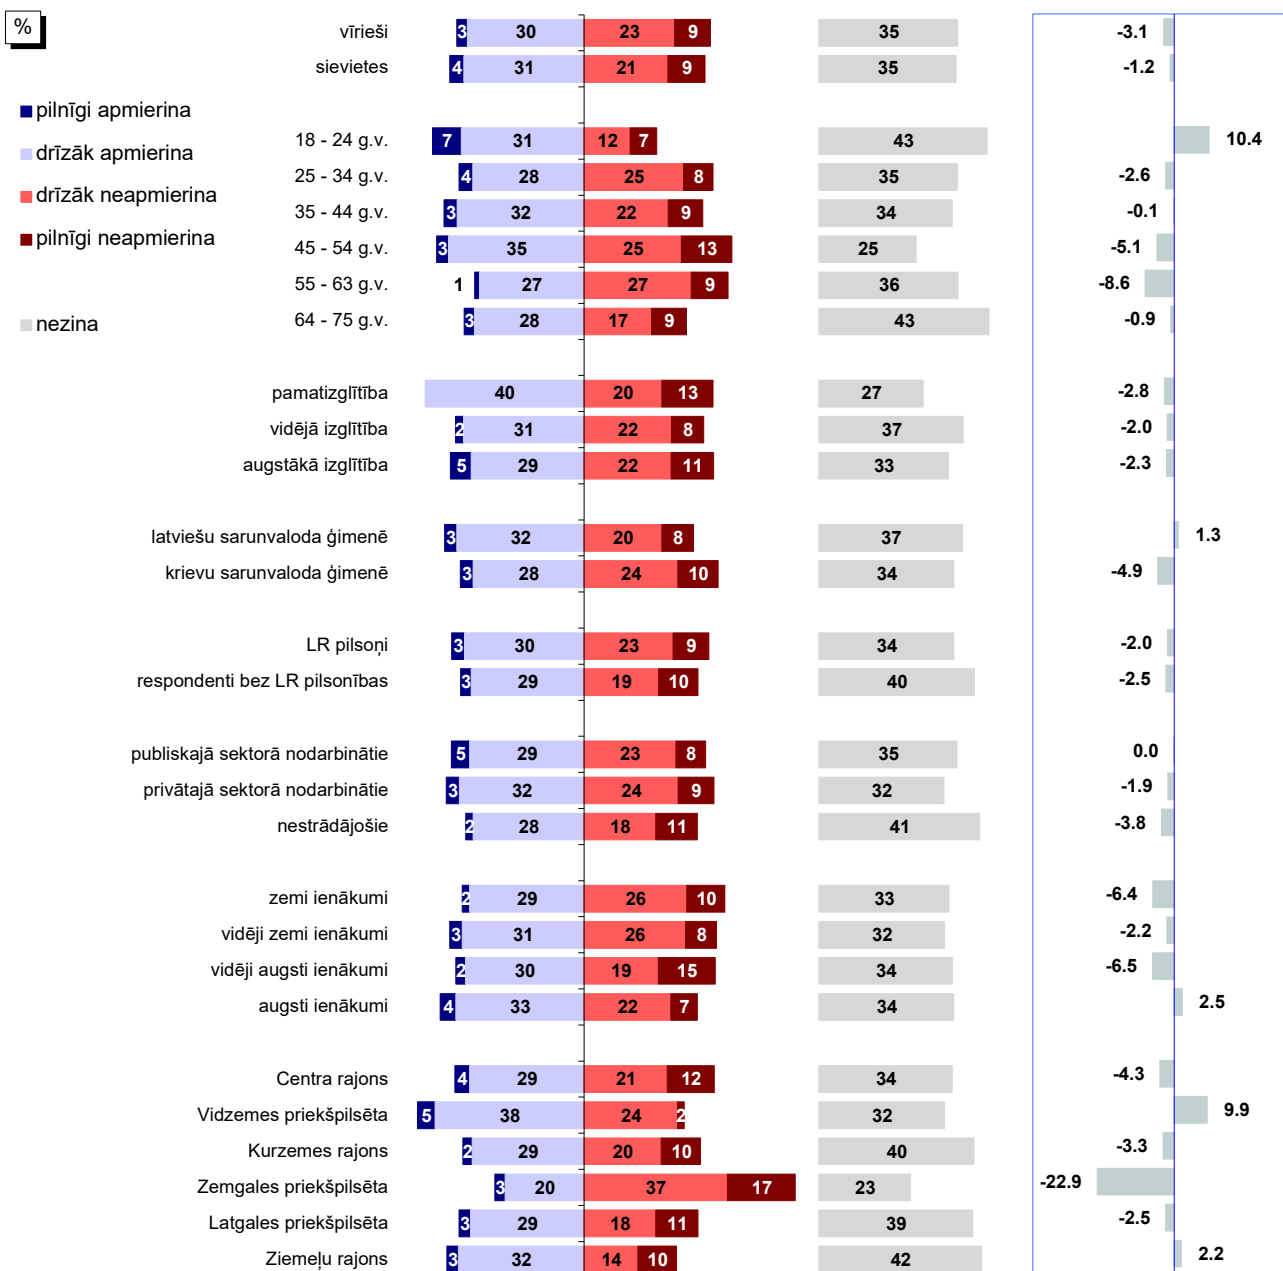 %
pilnīgi apmierina
drīzāk apmierina
drīzāk neapmierina
pilnīgi neapmierina
nezina
vīrieši 3 30 23 9 35 -3.1
sievietes 4 31 21 9 35 -1.2
18 - 24 g.v. 7 31 12 7 43 10.4
25 - 34 g.v. 4 28 25 8 35 -2.6
35 - 44 g.v. 3 32 22 9 34 -0.1
45 - 54 g.v. 3 35 25 13 25 -5.1
55 - 63 g.v. 1 27 27 9 36 -8.6
64 - 75 g.v. 3 28 17 9 43 -0.9
pamatizglītība 40 20 13 27 -2.8
vidējā izglītība 2 31 22 8 37 -2.0
augstākā izglītība 5 29 22 11 33 -2.3
latviešu sarunvaloda ģimenē 3 32 20 8 37 1.3
krievu sarunvaloda ģimenē 3 28 24 10 34 -4.9
LR pilsoņi 3 30 23 9 34 -2.0
respondenti bez LR pilsonības 3 29 19 10 40 -2.5
publiskajā sektorā nodarbinātie 5 29 23 8 35 0.0
privātajā sektorā nodarbinātie 3 32 24 9 32 -1.9
nestrādājošie 2 28 18 11 41 -3.8
zemi ienākumi 2 29 26 10 33 -6.4
vidēji zemi ienākumi 3 31 26 8 32 -2.2
vidēji augsti ienākumi 2 30 19 15 34 -6.5
augsti ienākumi 4 33 22 7 34 2.5
Centra rajons 4 29 21 12 34 -4.3
Vidzemes priekšpilsēta 5 38 24 2 32 9.9
Kurzemes rajons 2 29 20 10 40 -3.3
Zemgales priekšpilsēta 3 20 37 17 23 -22.9
Latgales priekšpilsēta 3 29 18 11 39 -2.5
Ziemeļu rajons 3 32 14 10 42 2.2